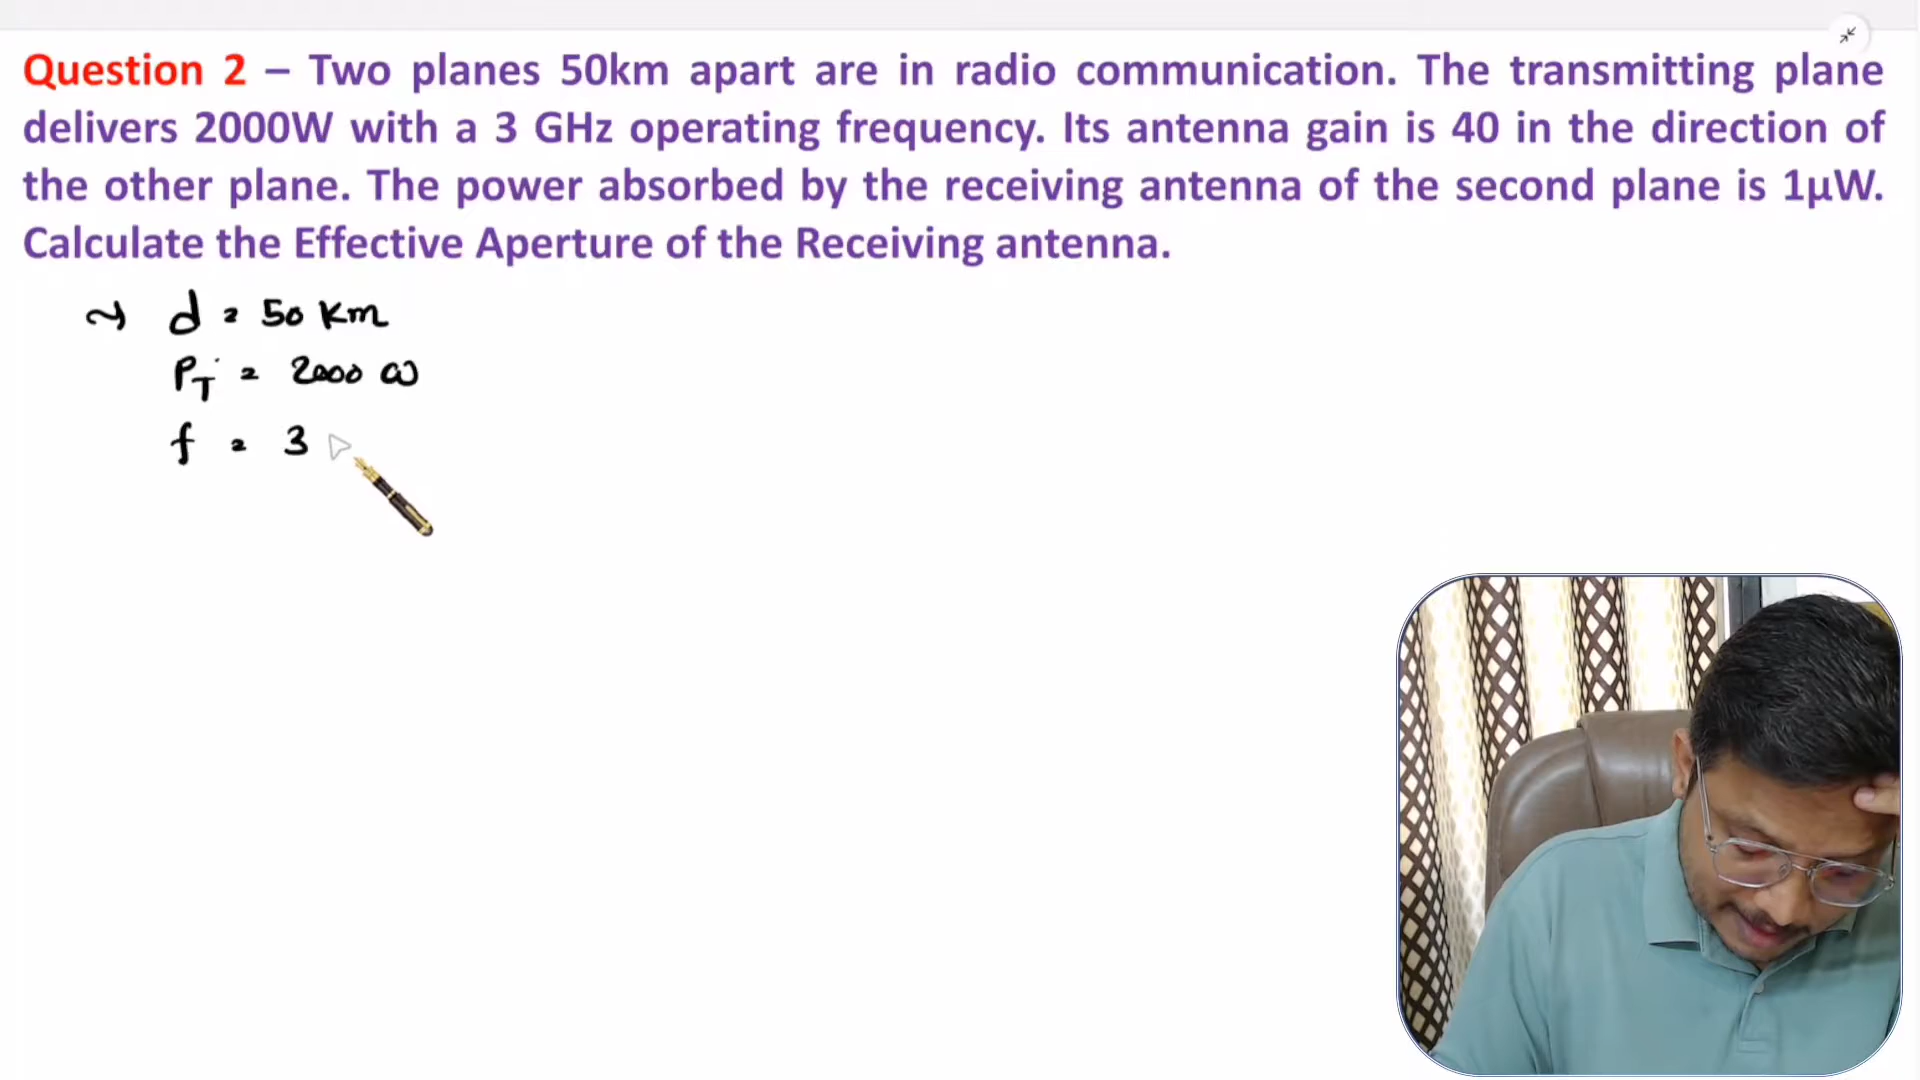 Question 2 – Two planes 50km apart are in radio communication. The transmitting plane
delivers 2000W with a 3 GHz operating frequency. Its antenna gain is 40 in the direction of
the other plane. The power absorbed by the receiving antenna of the second plane is 1µW.
Calculate the Effective Aperture of the Receiving antenna.
→ d = 50 km
P_T = 2000 W
f = 3